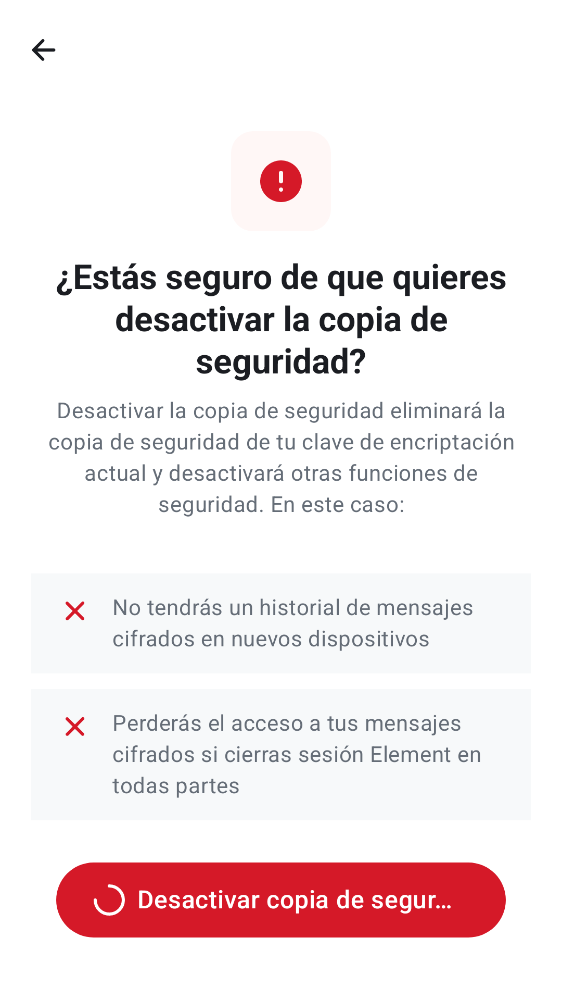 ¿Estás seguro de que quieres
desactivar la copia de
seguridad?
Desactivar la copia de seguridad eliminará la
copia de seguridad de tu clave de encriptación
actual y desactivará otras funciones de
seguridad. En este caso:
No tendrás un historial de mensajes
cifrados en nuevos dispositivos
Perderás el acceso a tus mensajes
cifrados si cierras sesión Element en
todas partes
Desactivar copia de segur…